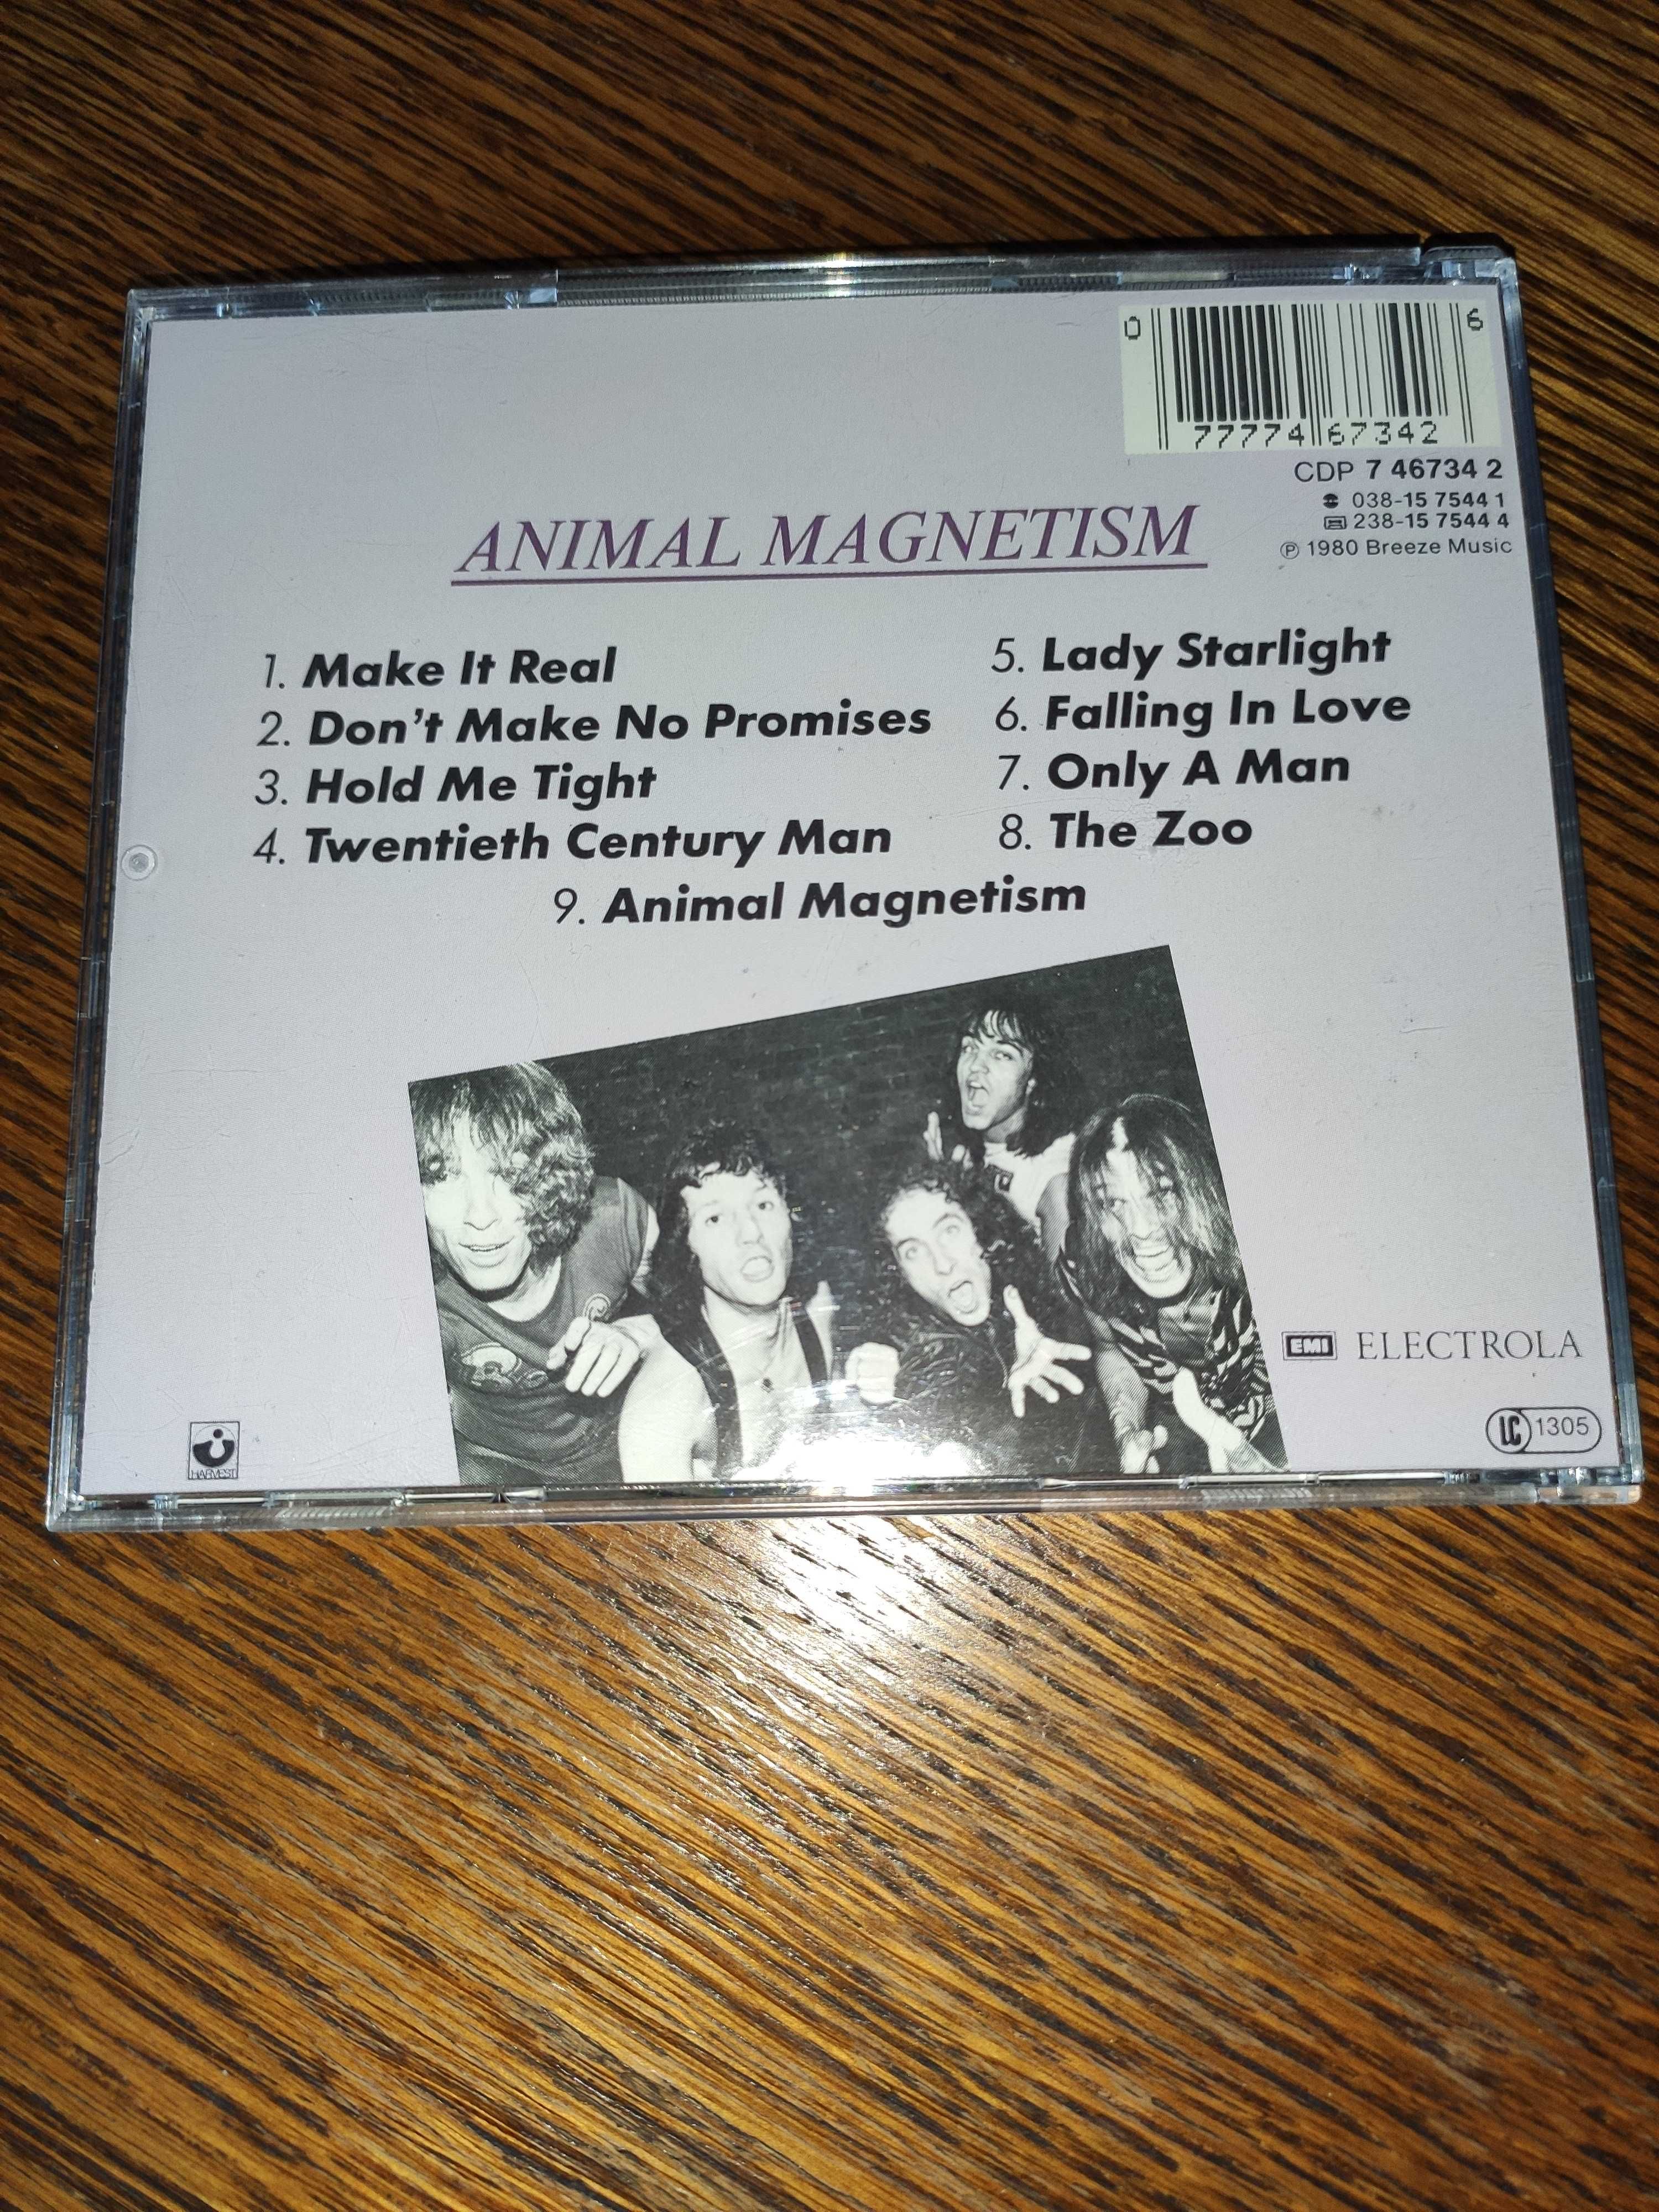 0 77774 67342 6
CDP 7 46734 2
038-15 7544 1
238-15 7544 4
℗ 1980 Breeze Music
ANIMAL MAGNETISM
1. Make It Real
2. Don't Make No Promises
3. Hold Me Tight
4. Twentieth Century Man
5. Lady Starlight
6. Falling In Love
7. Only A Man
8. The Zoo
9. Animal Magnetism
EMI ELECTROLA
HARVEST
LC 1305